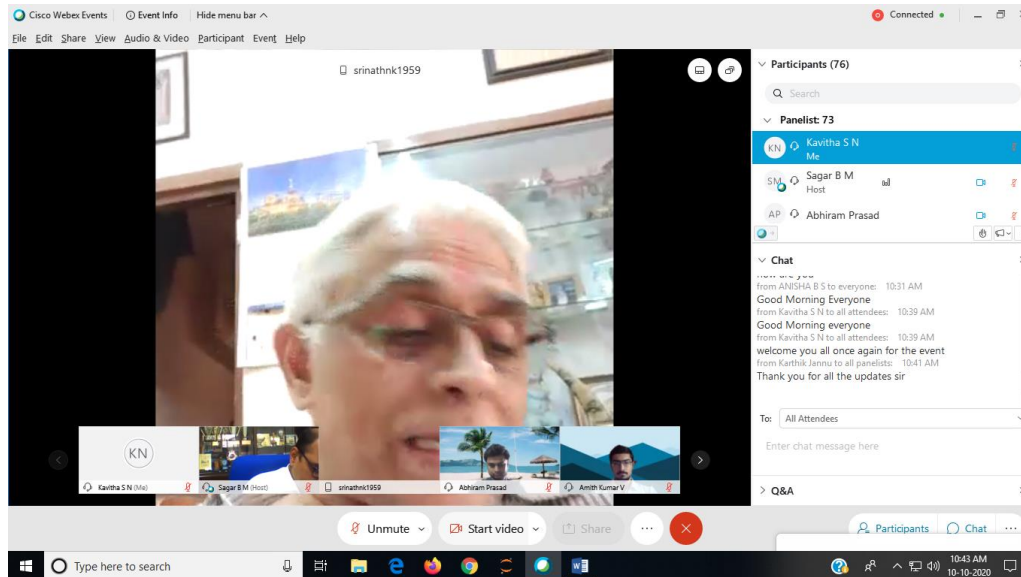 Cisco Webex Events Event Info Hide menu bar
Connected
File Edit Share View Audio & Video Participant Event Help
srinathnk1959
Participants (76)
Search
Panelist: 73
KN Kavitha S N
Me
SM Sagar B M
Host
AP Abhiram Prasad
Chat
how are you
from ANISHA B S to everyone: 10:31 AM
Good Morning Everyone
from Kavitha S N to all attendees: 10:39 AM
Good Morning everyone
from Kavitha S N to all attendees: 10:39 AM
welcome you all once again for the event
from Karthik Jannu to all panelists: 10:41 AM
Thank you for all the updates sir
To: All Attendees
Enter chat message here
Q&A
KN
Kavitha S N (Me)
Sagar B M (Host)
srinathnk1959
Abhiram Prasad
Amith Kumar V
Unmute Start video Share
Participants Chat
Type here to search
10:43 AM
10-10-2020